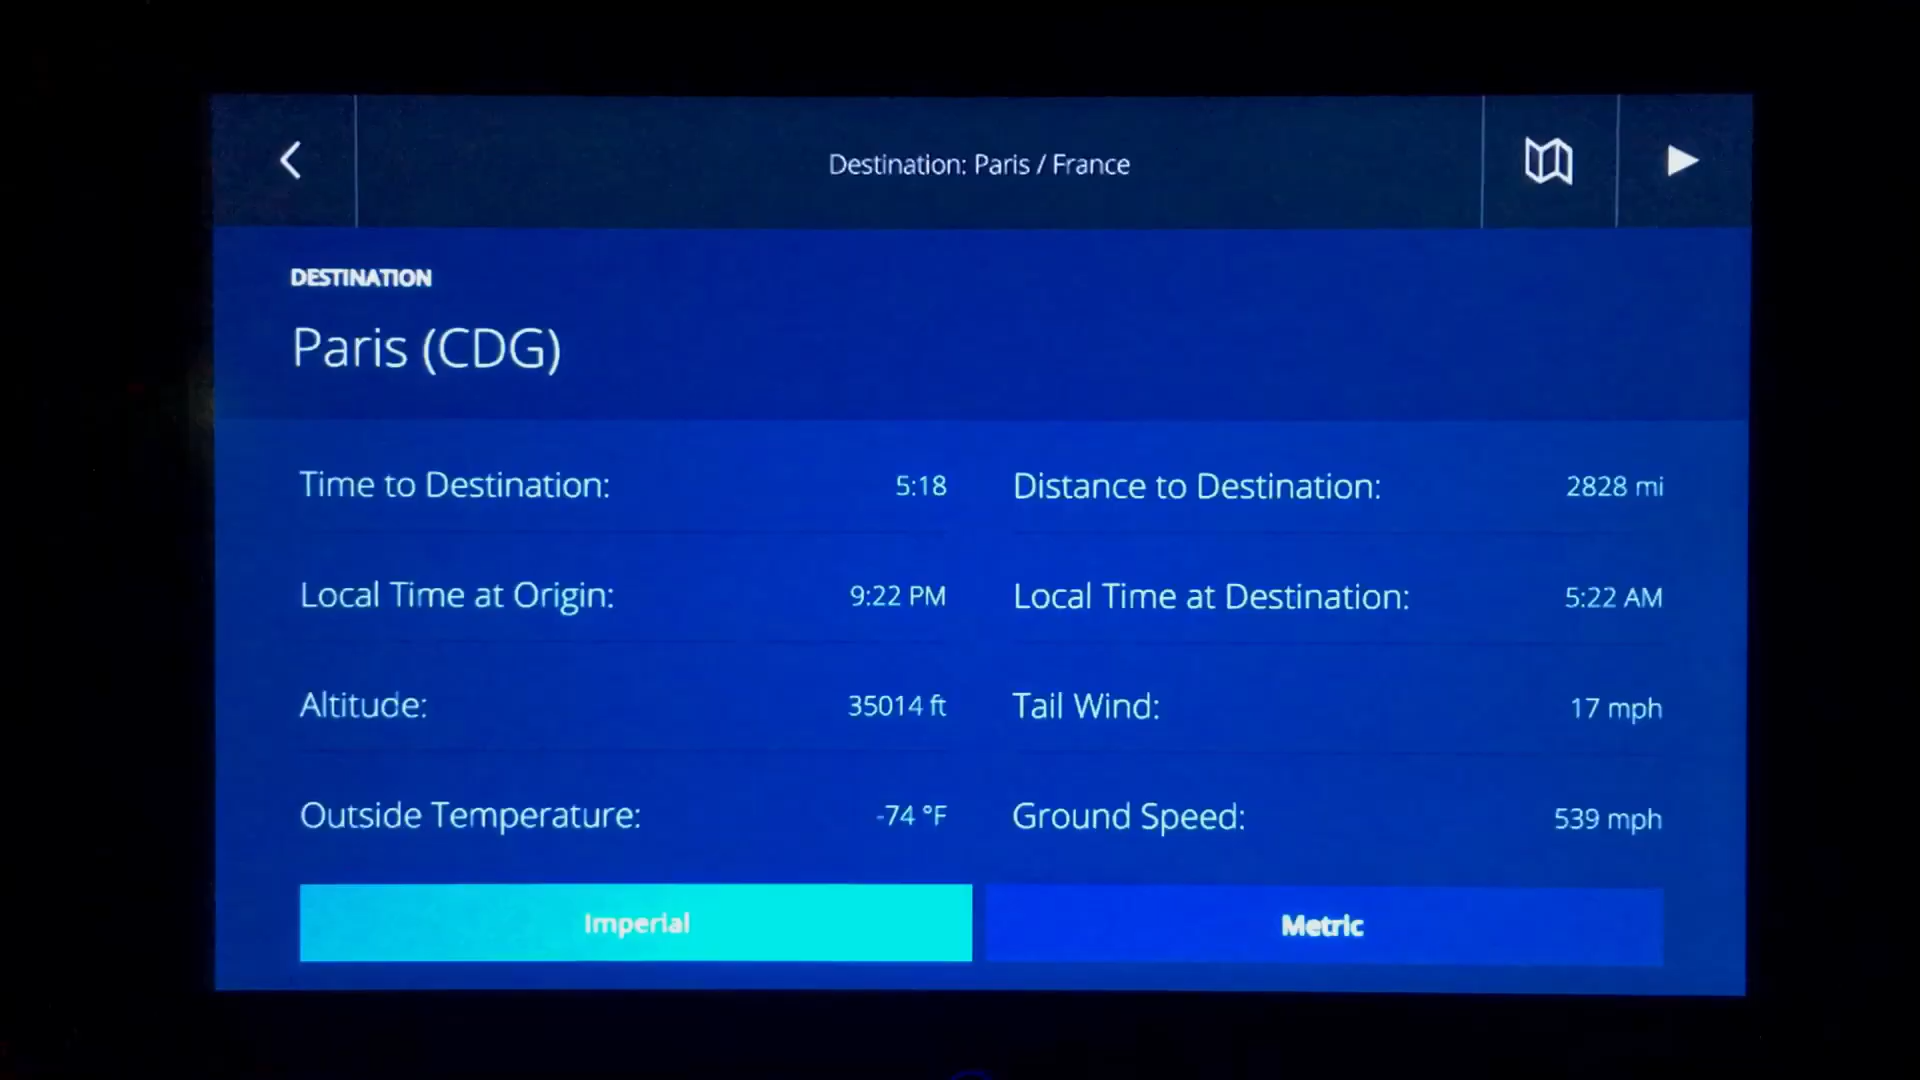 Destination: Paris / France
DESTINATION
Paris (CDG)
Time to Destination: 5:18
Distance to Destination: 2828 mi
Local Time at Origin: 9:22 PM
Local Time at Destination: 5:22 AM
Altitude: 35014 ft
Tail Wind: 17 mph
Outside Temperature: -74 °F
Ground Speed: 539 mph
Imperial
Metric